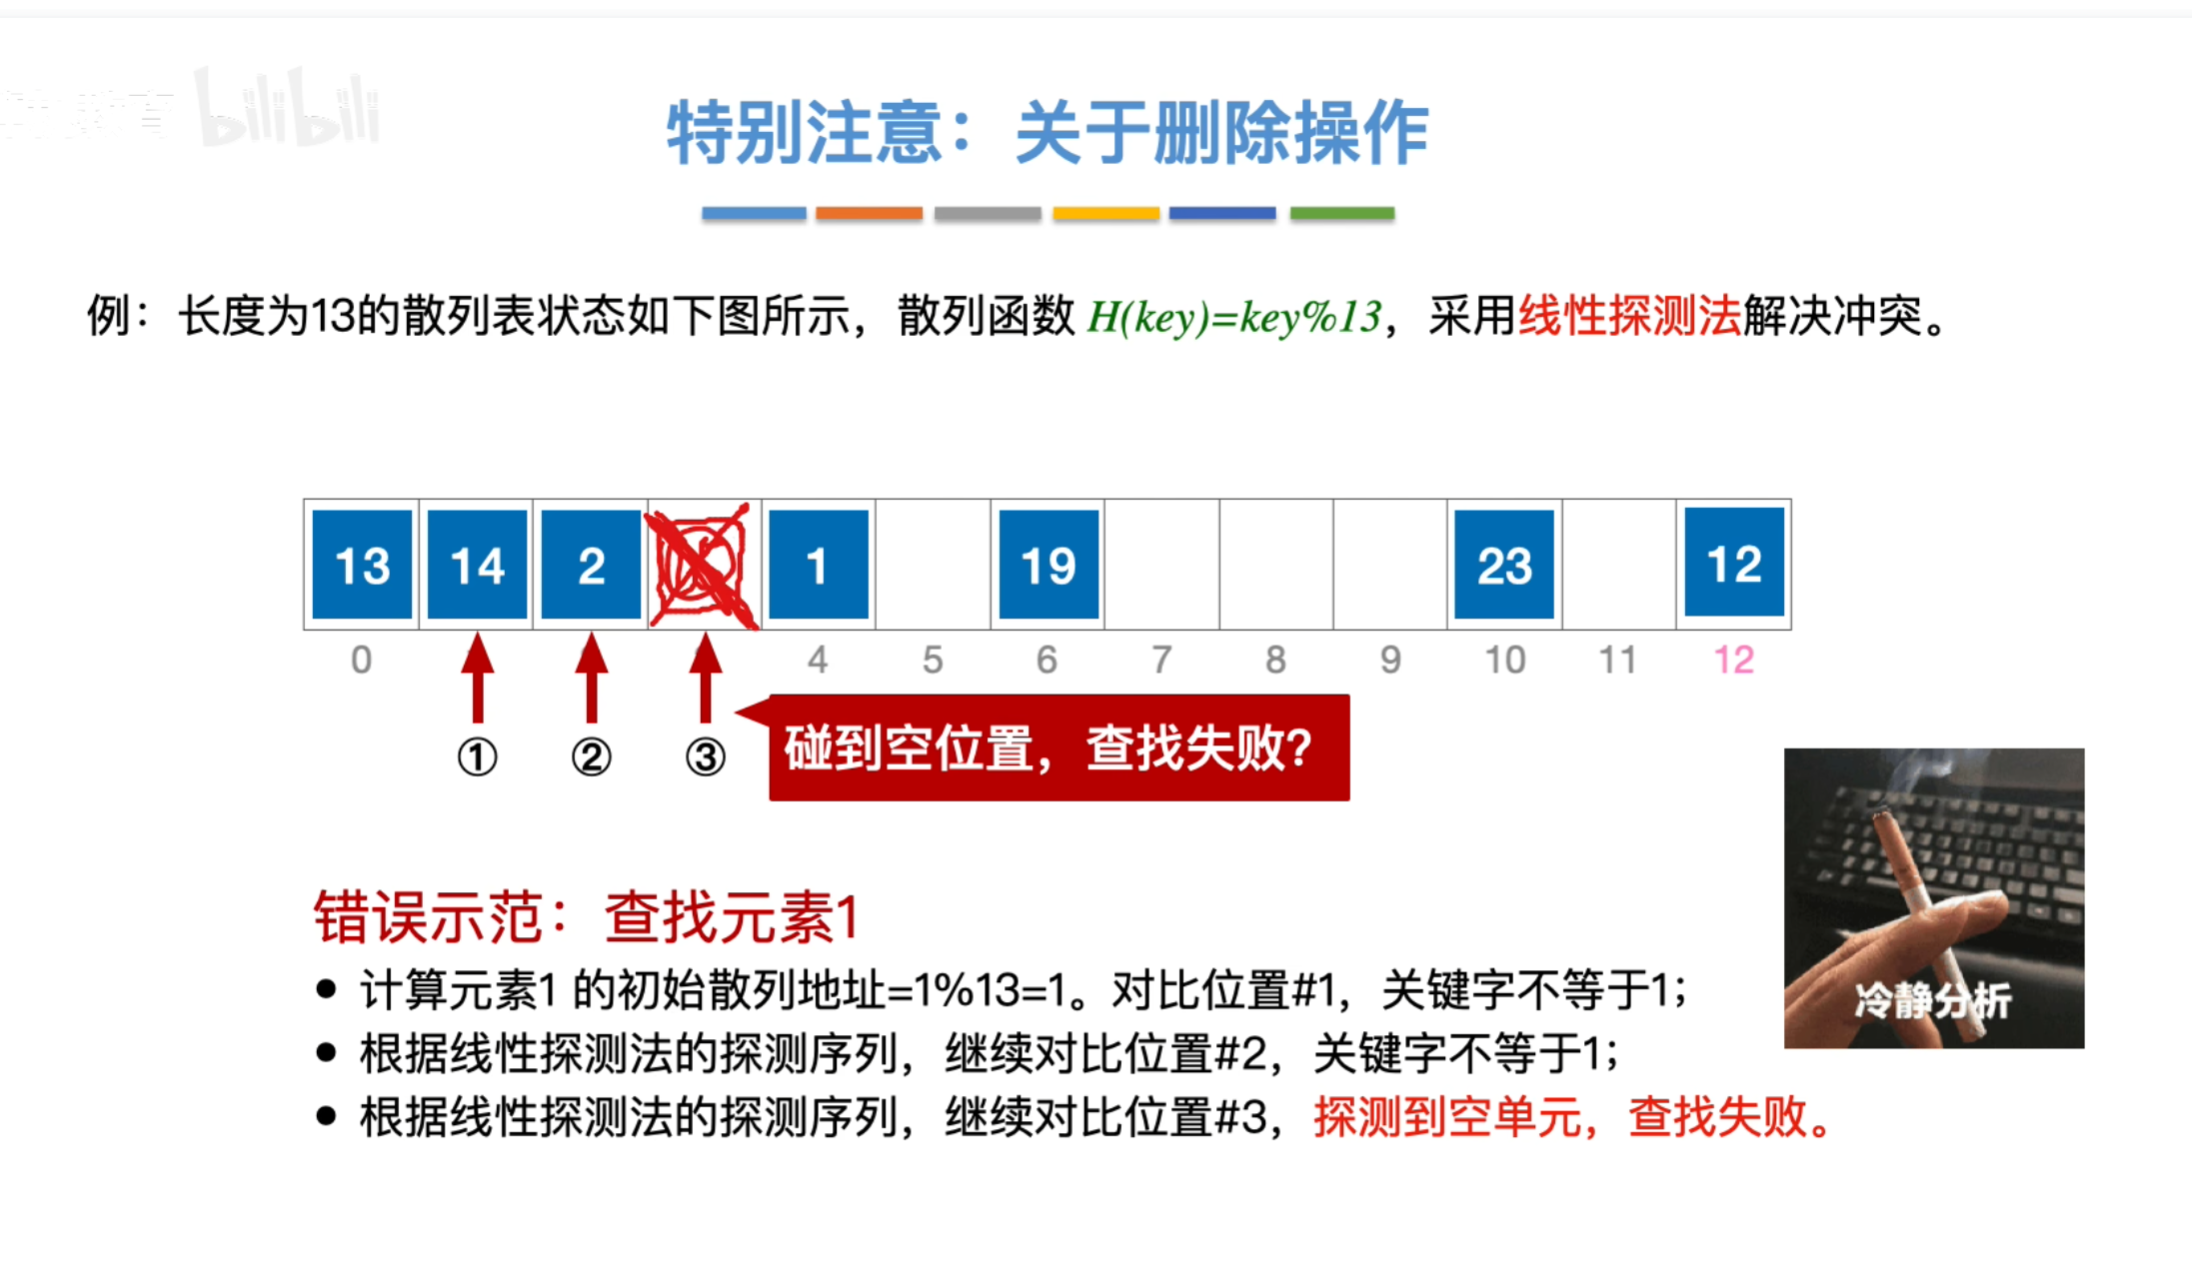 bilibili
特别注意：关于删除操作
例：长度为13的散列表状态如下图所示，散列函数 H(key)=key%13，采用线性探测法解决冲突。
13 14 2 1 19 23 12
0 4 5 6 7 8 9 10 11 12
① ② ③
碰到空位置，查找失败？
错误示范：查找元素1
● 计算元素1 的初始散列地址=1%13=1。对比位置#1，关键字不等于1；
● 根据线性探测法的探测序列，继续对比位置#2，关键字不等于1；
● 根据线性探测法的探测序列，继续对比位置#3，探测到空单元，查找失败。
冷静分析